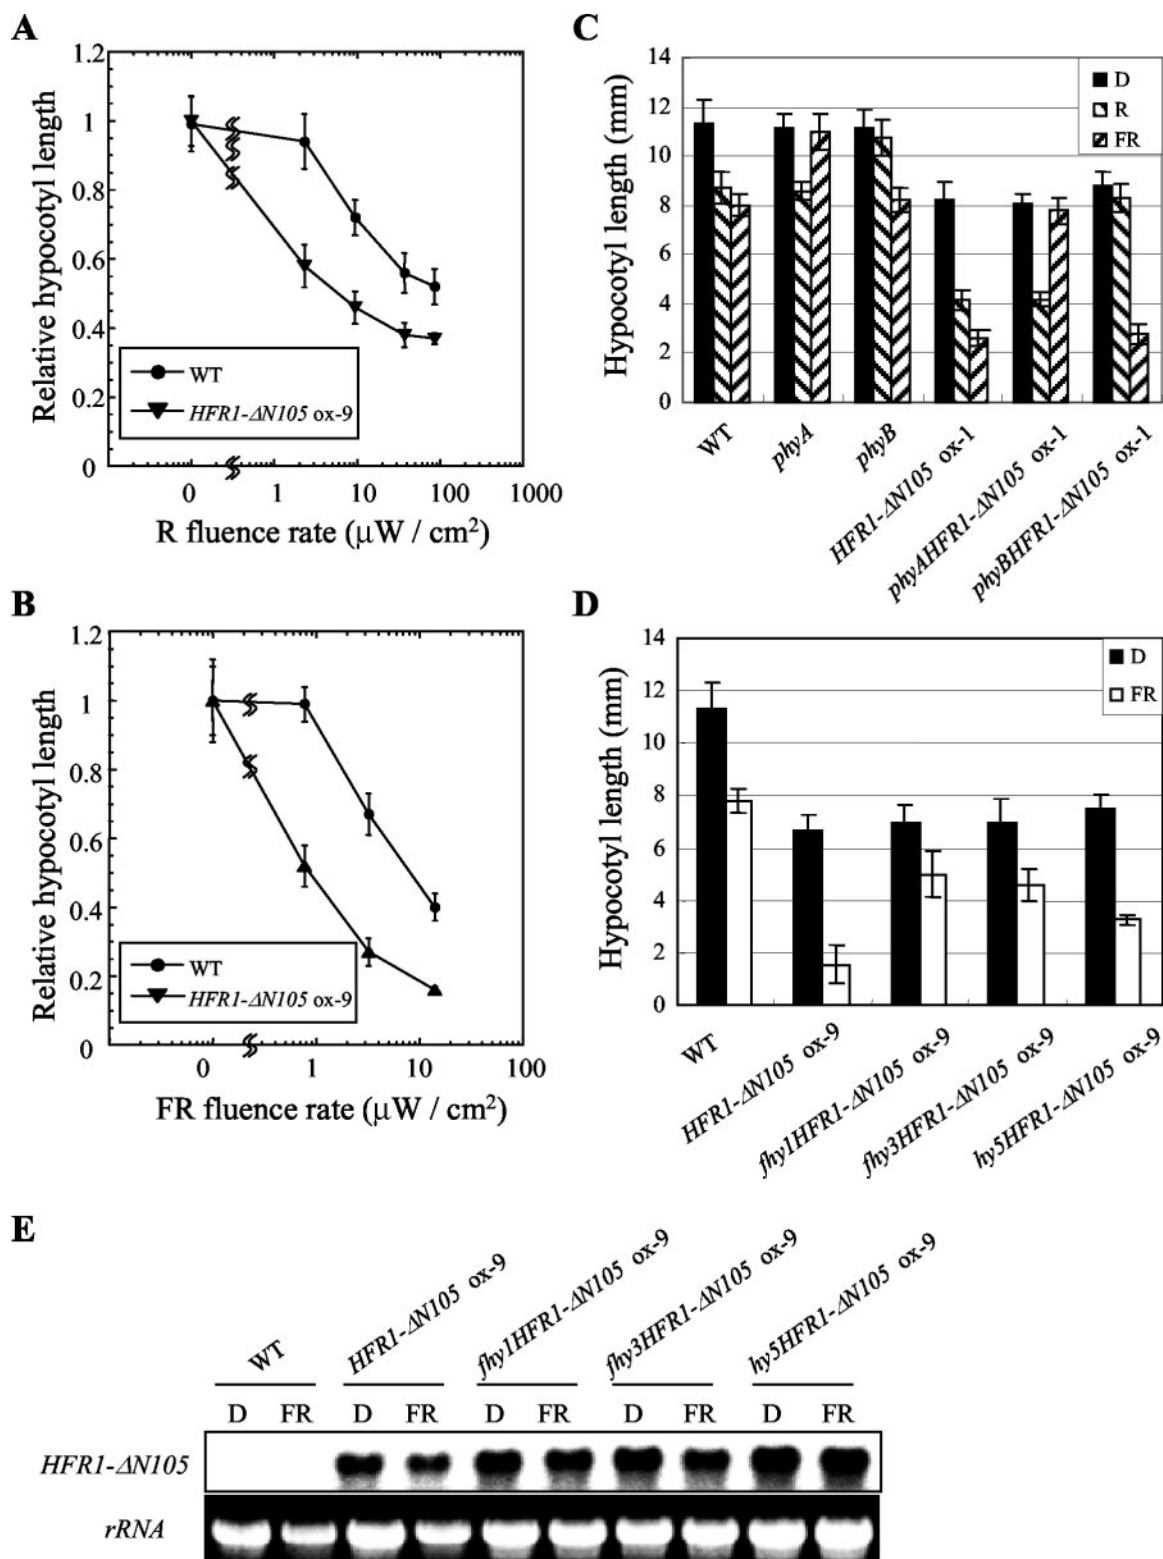 A
1.2
1
0.8
0.6
0.4
0.2
0
Relative hypocotyl length
WT
HFR1-ΔN105 ox-9
0 1 10 100 1000
R fluence rate (μW / cm²)
C
14
12
10
8
6
4
2
0
Hypocotyl length (mm)
D
R
FR
WT
phyA
phyB
HFR1-ΔN105 ox-1
phyAHFR1-ΔN105 ox-1
phyBHFR1-ΔN105 ox-1
B
1.2
1
0.8
0.6
0.4
0.2
0
Relative hypocotyl length
WT
HFR1-ΔN105 ox-9
0 1 10 100
FR fluence rate (μW / cm²)
D
14
12
10
8
6
4
2
0
Hypocotyl length (mm)
D
FR
WT
HFR1-ΔN105 ox-9
fhy1HFR1-ΔN105 ox-9
fhy3HFR1-ΔN105 ox-9
hy5HFR1-ΔN105 ox-9
E
WT
HFR1-ΔN105 ox-9
fhy1HFR1-ΔN105 ox-9
fhy3HFR1-ΔN105 ox-9
hy5HFR1-ΔN105 ox-9
D FR D FR D FR D FR D FR
HFR1-ΔN105
rRNA